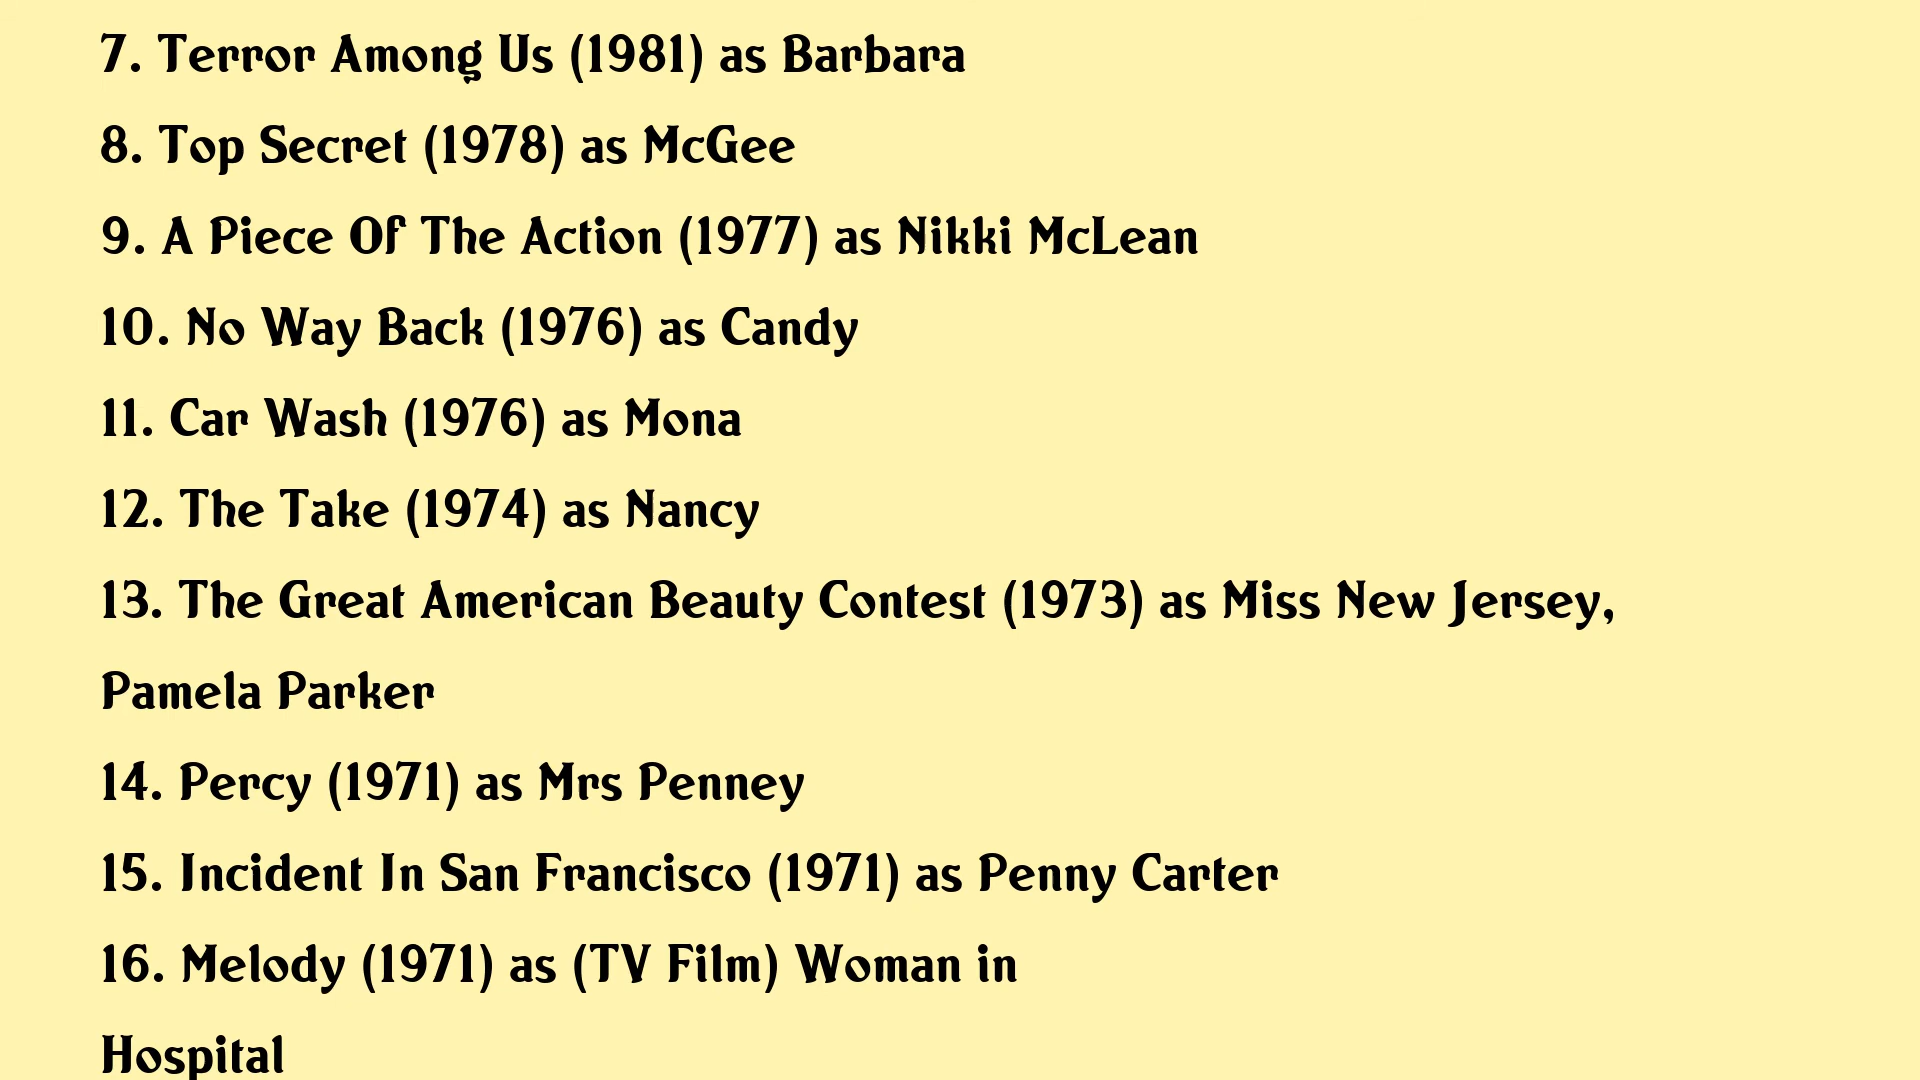 7. Terror Among Us (1981) as Barbara
8. Top Secret (1978) as McGee
9. A Piece Of The Action (1977) as Nikki McLean
10. No Way Back (1976) as Candy
11. Car Wash (1976) as Mona
12. The Take (1974) as Nancy
13. The Great American Beauty Contest (1973) as Miss New Jersey,
Pamela Parker
14. Percy (1971) as Mrs Penney
15. Incident In San Francisco (1971) as Penny Carter
16. Melody (1971) as (TV Film) Woman in
Hospital